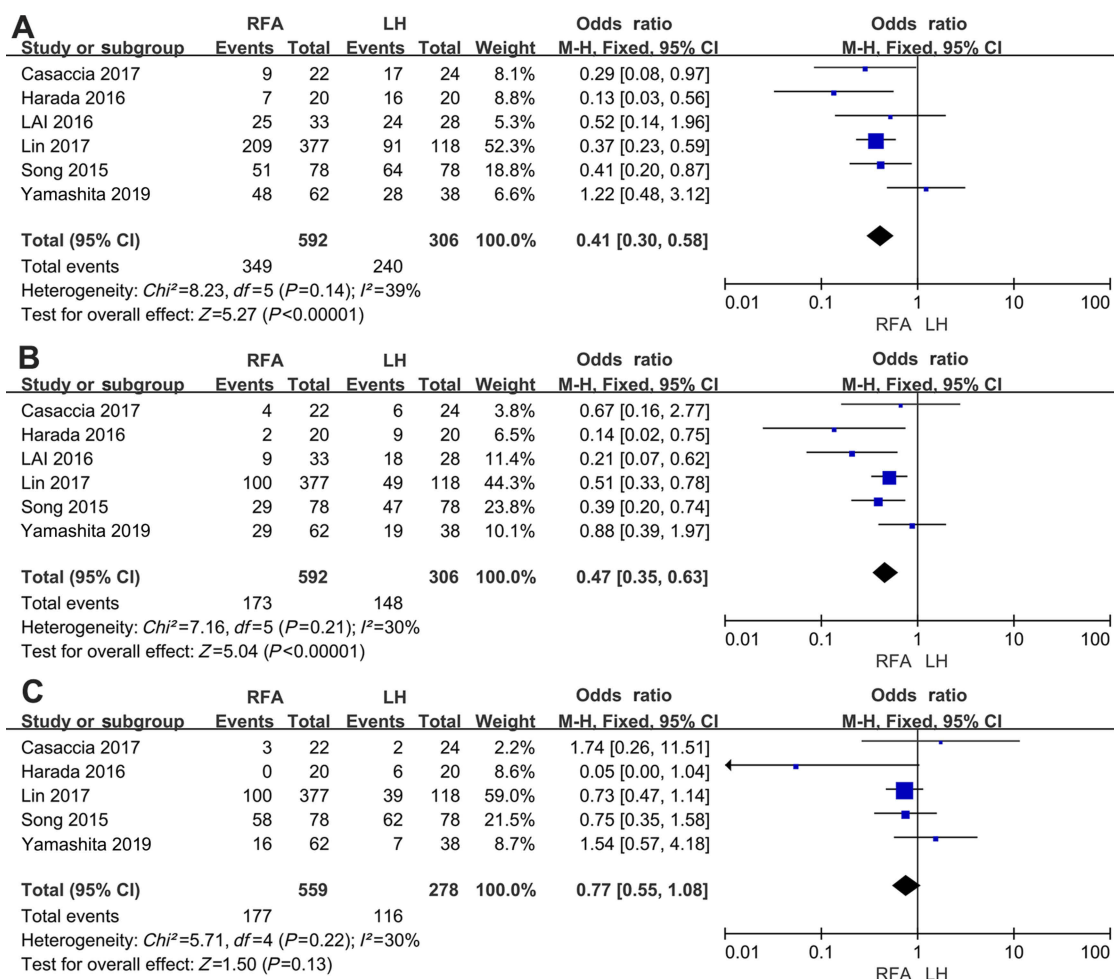 A
RFA LH Odds ratio Odds ratio
Study or subgroup Events Total Events Total Weight M-H, Fixed, 95% CI M-H, Fixed, 95% CI
Casaccia 2017 9 22 17 24 8.1% 0.29 [0.08, 0.97]
Harada 2016 7 20 16 20 8.8% 0.13 [0.03, 0.56]
LAI 2016 25 33 24 28 5.3% 0.52 [0.14, 1.96]
Lin 2017 209 377 91 118 52.3% 0.37 [0.23, 0.59]
Song 2015 51 78 64 78 18.8% 0.41 [0.20, 0.87]
Yamashita 2019 48 62 28 38 6.6% 1.22 [0.48, 3.12]
Total (95% CI) 592 306 100.0% 0.41 [0.30, 0.58]
Total events 349 240
Heterogeneity: Chi²=8.23, df=5 (P=0.14); I²=39%
Test for overall effect: Z=5.27 (P<0.00001)
0.01 0.1 1 10 100
RFA LH
B
RFA LH Odds ratio Odds ratio
Study or subgroup Events Total Events Total Weight M-H, Fixed, 95% CI M-H, Fixed, 95% CI
Casaccia 2017 4 22 6 24 3.8% 0.67 [0.16, 2.77]
Harada 2016 2 20 9 20 6.5% 0.14 [0.02, 0.75]
LAI 2016 9 33 18 28 11.4% 0.21 [0.07, 0.62]
Lin 2017 100 377 49 118 44.3% 0.51 [0.33, 0.78]
Song 2015 29 78 47 78 23.8% 0.39 [0.20, 0.74]
Yamashita 2019 29 62 19 38 10.1% 0.88 [0.39, 1.97]
Total (95% CI) 592 306 100.0% 0.47 [0.35, 0.63]
Total events 173 148
Heterogeneity: Chi²=7.16, df=5 (P=0.21); I²=30%
Test for overall effect: Z=5.04 (P<0.00001)
0.01 0.1 1 10 100
RFA LH
C
RFA LH Odds ratio Odds ratio
Study or subgroup Events Total Events Total Weight M-H, Fixed, 95% CI M-H, Fixed, 95% CI
Casaccia 2017 3 22 2 24 2.2% 1.74 [0.26, 11.51]
Harada 2016 0 20 6 20 8.6% 0.05 [0.00, 1.04]
Lin 2017 100 377 39 118 59.0% 0.73 [0.47, 1.14]
Song 2015 58 78 62 78 21.5% 0.75 [0.35, 1.58]
Yamashita 2019 16 62 7 38 8.7% 1.54 [0.57, 4.18]
Total (95% CI) 559 278 100.0% 0.77 [0.55, 1.08]
Total events 177 116
Heterogeneity: Chi²=5.71, df=4 (P=0.22); I²=30%
Test for overall effect: Z=1.50 (P=0.13)
0.01 0.1 1 10 100
RFA LH